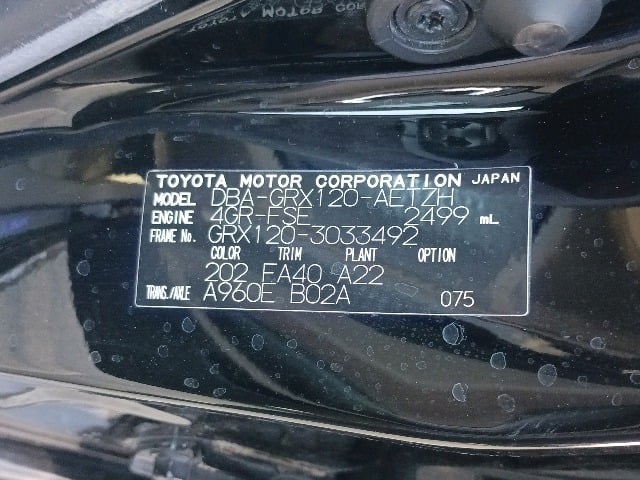 TOYOTA MOTOR CORPORATION JAPAN
MODEL DBA-GRX120-AETZH
ENGINE 4GR-FSE 2499 mL
FRAME No. GRX120-3033492
COLOR TRIM PLANT OPTION
202 FA40 A22
TRANS./AXLE A960E B02A 075